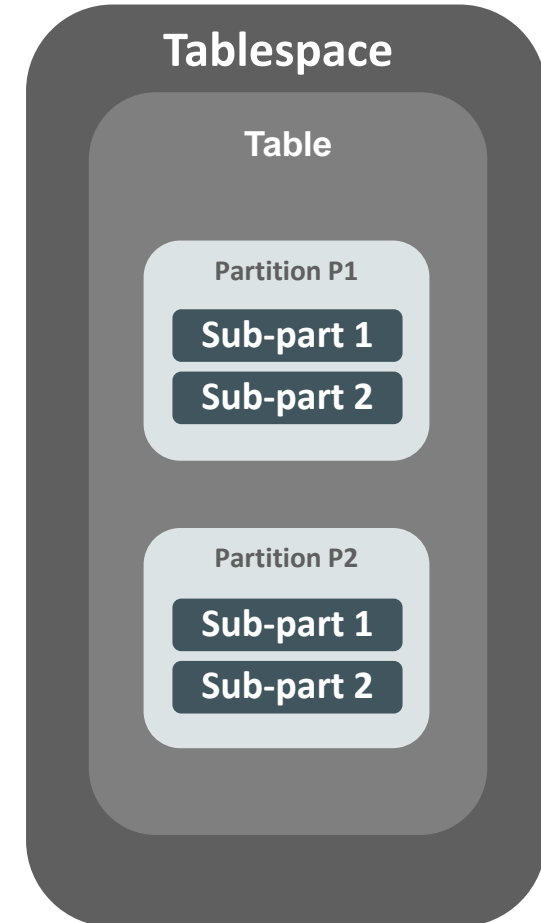 Tablespace
Table
Partition P1
Sub-part 1
Sub-part 2
Partition P2
Sub-part 1
Sub-part 2